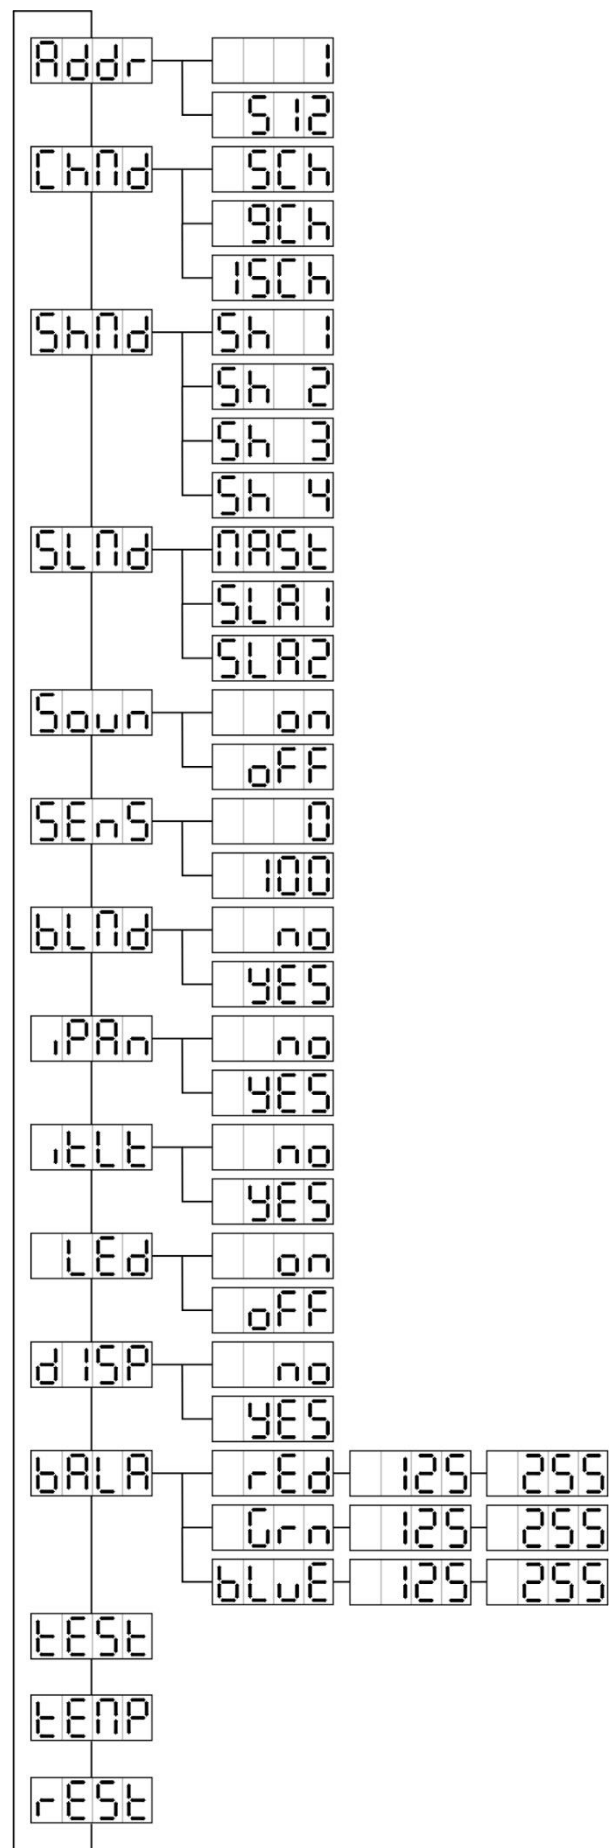 Addr 1
512
ChMd 5Ch
9Ch
15Ch
ShMd Sh 1
Sh 2
Sh 3
Sh 4
SLMd MASt
SLA1
SLA2
Soun on
oFF
SEnS 0
100
bLMd no
YES
iPAn no
YES
itLt no
YES
LEd on
oFF
dISP no
YES
bALA rEd 125 255
Grn 125 255
bLuE 125 255
tESt
tEMP
rESt